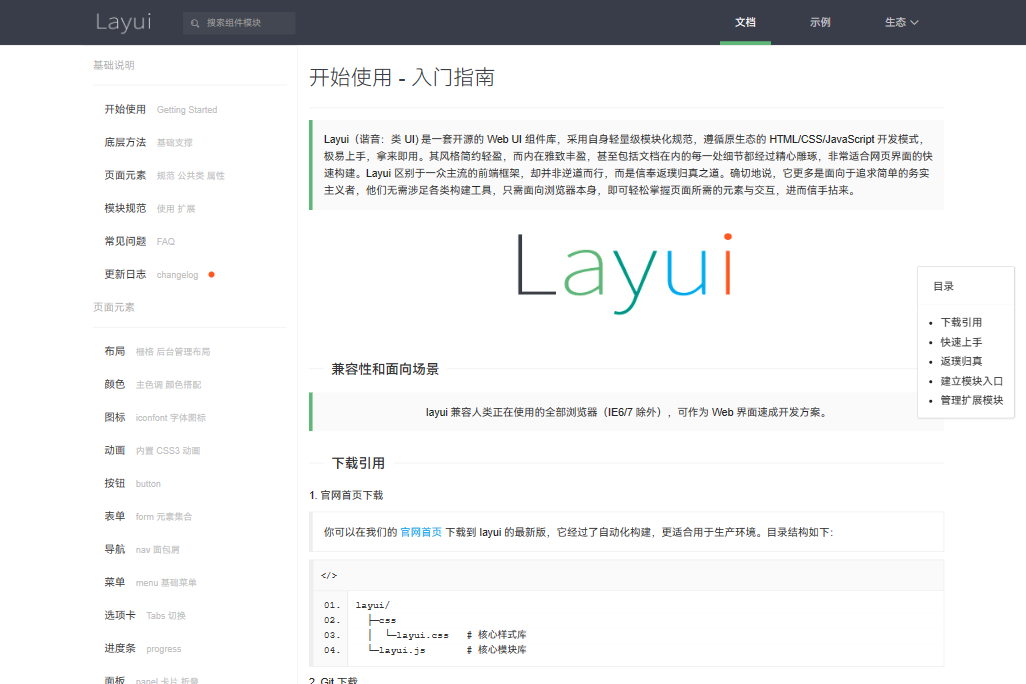 Layui
搜索组件模块
文档
示例
生态
基础说明
开始使用 Getting Started
底层方法 基础支撑
页面元素 规范 公共类 属性
模块规范 使用 扩展
常见问题 FAQ
更新日志 changelog
页面元素
布局 栅格 后台管理布局
颜色 主色调 颜色搭配
图标 iconfont 字体图标
动画 内置 CSS3 动画
按钮 button
表单 form 元素集合
导航 nav 面包屑
菜单 menu 基础菜单
选项卡 Tabs 切换
进度条 progress
面板 panel 卡片 折叠
开始使用 - 入门指南
Layui（谐音：类 UI) 是一套开源的 Web UI 组件库，采用自身轻量级模块化规范，遵循原生态的 HTML/CSS/JavaScript 开发模式，
极易上手，拿来即用。其风格简约轻盈，而内在雅致丰盈，甚至包括文档在内的每一处细节都经过精心雕琢，非常适合网页界面的快
速构建。Layui 区别于一众主流的前端框架，却并非逆道而行，而是信奉返璞归真之道。确切地说，它更多是面向于追求简单的务实
主义者，他们无需涉足各类构建工具，只需面向浏览器本身，即可轻松掌握页面所需的元素与交互，进而信手拈来。
Layui
兼容性和面向场景
layui 兼容人类正在使用的全部浏览器（IE6/7 除外），可作为 Web 界面速成开发方案。
下载引用
1. 官网首页下载
你可以在我们的 官网首页 下载到 layui 的最新版，它经过了自动化构建，更适合用于生产环境。目录结构如下：
</>
01. layui/
02. ├─css
03. │ └─layui.css # 核心样式库
04. └─layui.js # 核心模块库
2. Git 下载
目录
• 下载引用
• 快速上手
• 返璞归真
• 建立模块入口
• 管理扩展模块